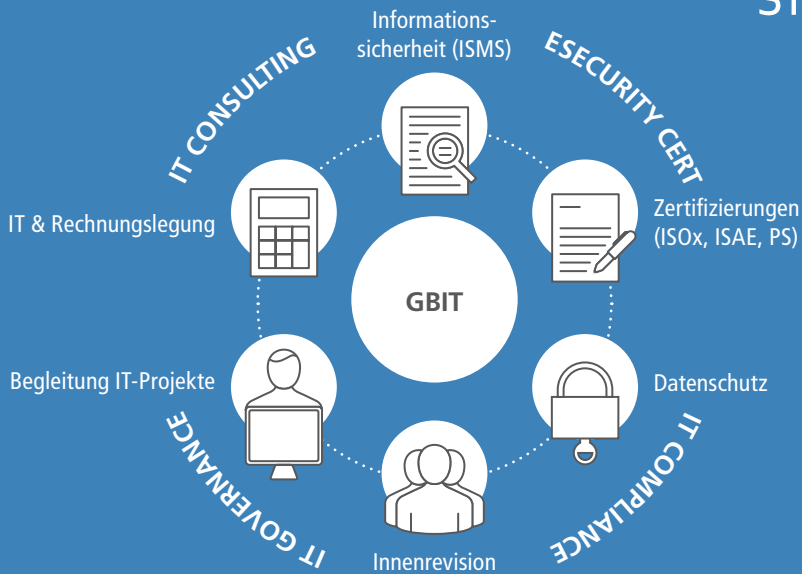 Informations-
sicherheit (ISMS)
IT CONSULTING
ESECURITY CERT
IT & Rechnungslegung
Zertifizierungen
(ISOx, ISAE, PS)
GBIT
Begleitung IT-Projekte
Datenschutz
IT GOVERNANCE
IT COMPLIANCE
Innenrevision